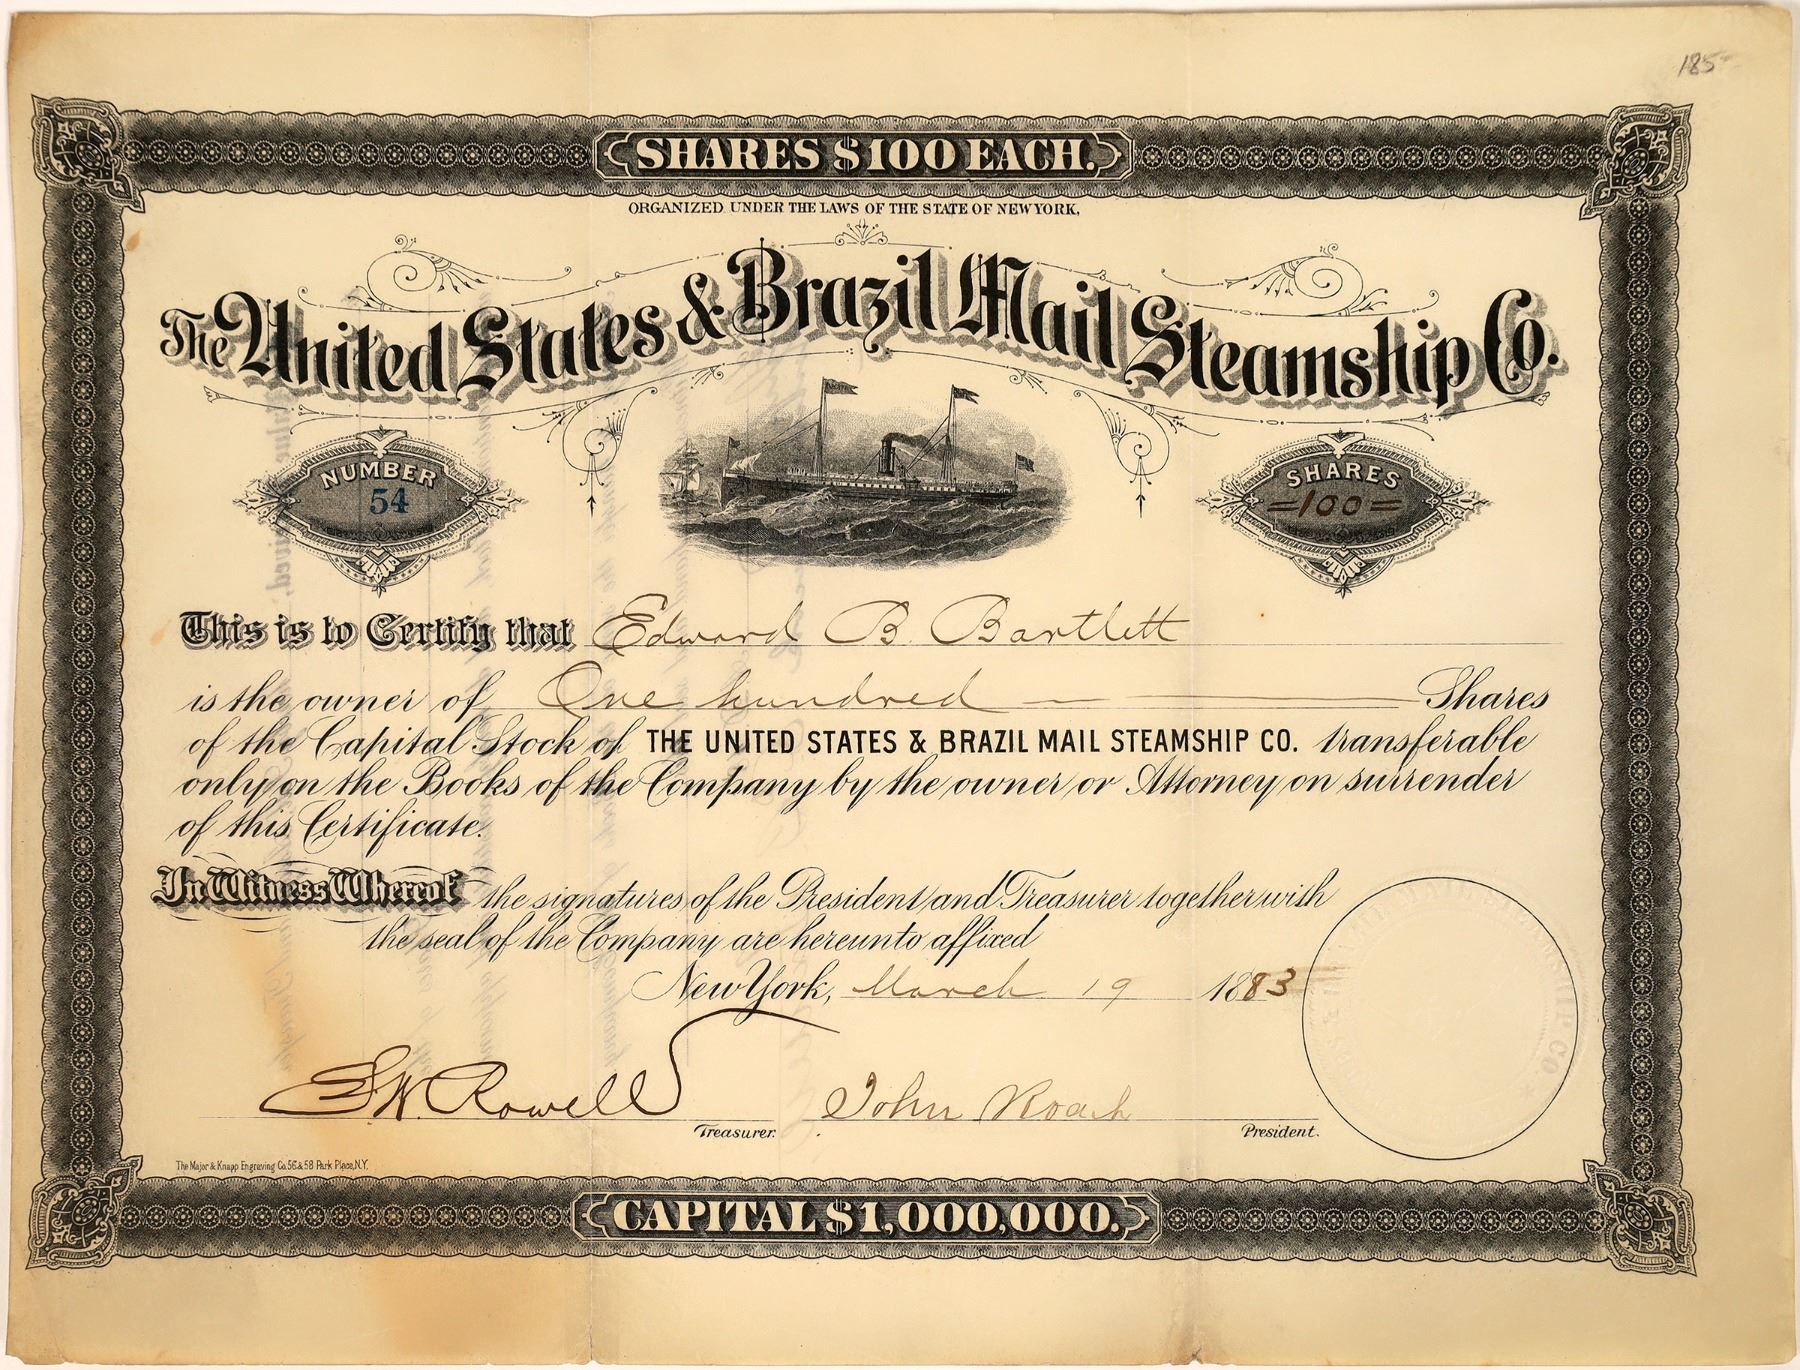 185
SHARES $100 EACH.
ORGANIZED UNDER THE LAWS OF THE STATE OF NEW YORK,
The United States & Brazil Mail Steamship Co.
NUMBER
54
SHARES
=100=
This is to Certify that Edward B. Bartlett
is the owner of One hundred Shares
of the Capital Stock of THE UNITED STATES & BRAZIL MAIL STEAMSHIP CO. transferable
only on the Books of the Company by the owner or Attorney on surrender
of this Certificate.
In Witness Whereof the signatures of the President and Treasurer together with
the seal of the Company are hereunto affixed
New York, March 19 1883
E.W. Rowell John Roach
Treasurer. President.
The Major & Knapp Engraving Co. 56 & 58 Park Place, N.Y.
CAPITAL $1,000,000.